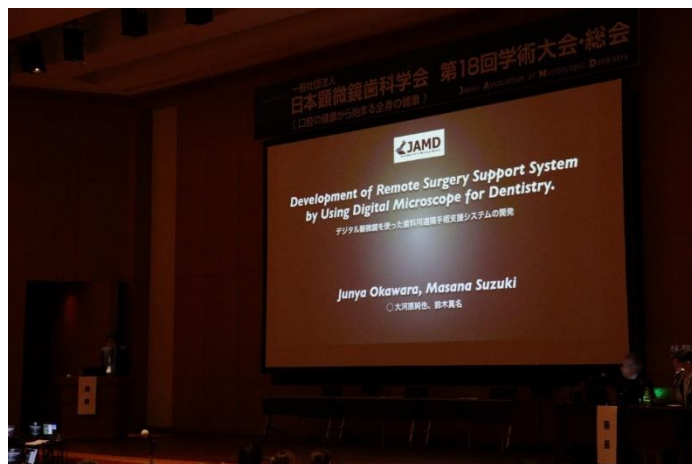 一般社団法人
日本顕微鏡歯科学会 第18回学術大会・総会
(口腔の健康から始まる全身の健康)
Japan Association of Microscopic Dentistry
JAMD
Development of Remote Surgery Support System
by Using Digital Microscope for Dentistry.
デジタル顕微鏡を使った歯科用遠隔手術支援システムの開発
Junya Okawara, Masana Suzuki
○大河原純也、鈴木真名
座長